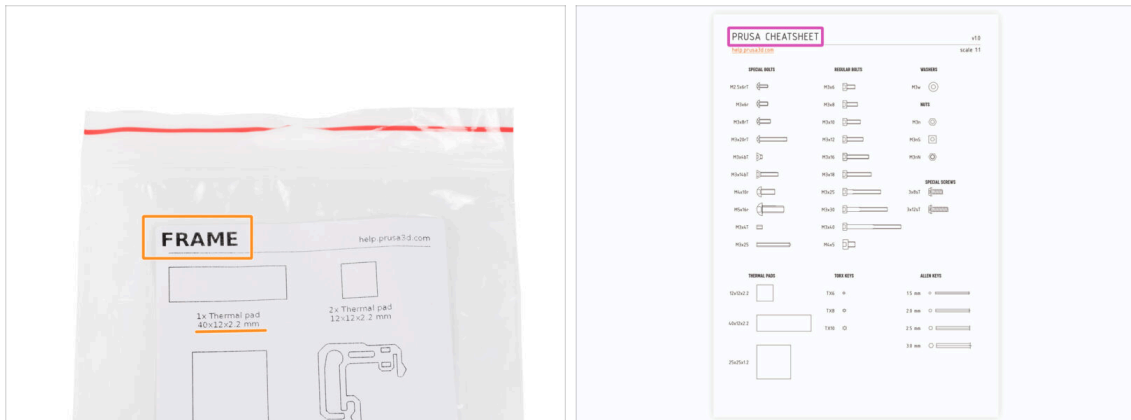 FRAME
help.prusa3d.com
1x Thermal pad
40x12x2.2 mm
2x Thermal pad
12x12x2.2 mm
PRUSA CHEATSHEET
v1.0
help.prusa3d.com
scale 1:1
SPECIAL BOLTS
REGULAR BOLTS
WASHERS
M2.5x6rT
M3x6
M3w
M3x6r
M3x8
NUTS
M3x8rT
M3x10
M3n
M3x20rT
M3x12
M3nS
M3x4bT
M3x16
M3nN
M3x14bT
M3x18
SPECIAL SCREWS
M4x10r
M3x25
3x8sT
M5x16r
M3x30
3x12sT
M3x4T
M3x40
M3x25
M4x5
THERMAL PADS
TORX KEYS
ALLEN KEYS
12x12x2.2
TX6
1.5 mm
TX8
2.0 mm
40x12x2.2
TX10
2.5 mm
3.0 mm
25x25x1.2